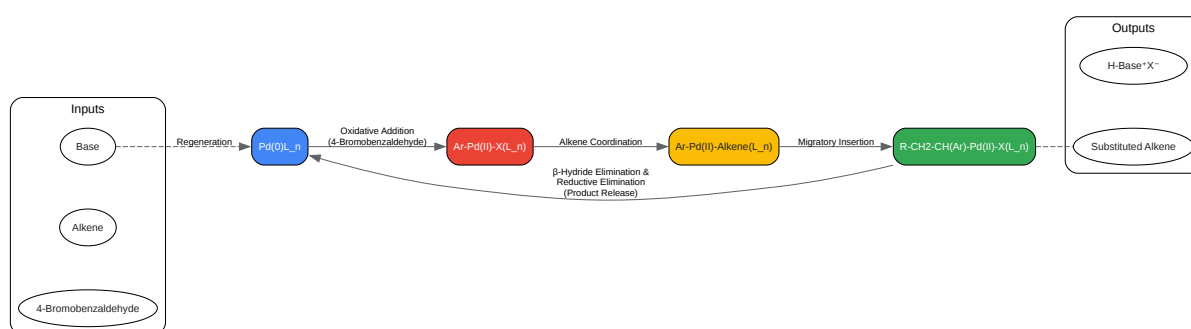 Inputs
Base
Alkene
4-Bromobenzaldehyde
Regeneration
Pd(0)L_n
Oxidative Addition
(4-Bromobenzaldehyde)
Ar-Pd(II)-X(L_n)
Alkene Coordination
Ar-Pd(II)-Alkene(L_n)
Migratory Insertion
R-CH2-CH(Ar)-Pd(II)-X(L_n)
β-Hydride Elimination &
Reductive Elimination
(Product Release)
Outputs
H-Base⁺X⁻
Substituted Alkene